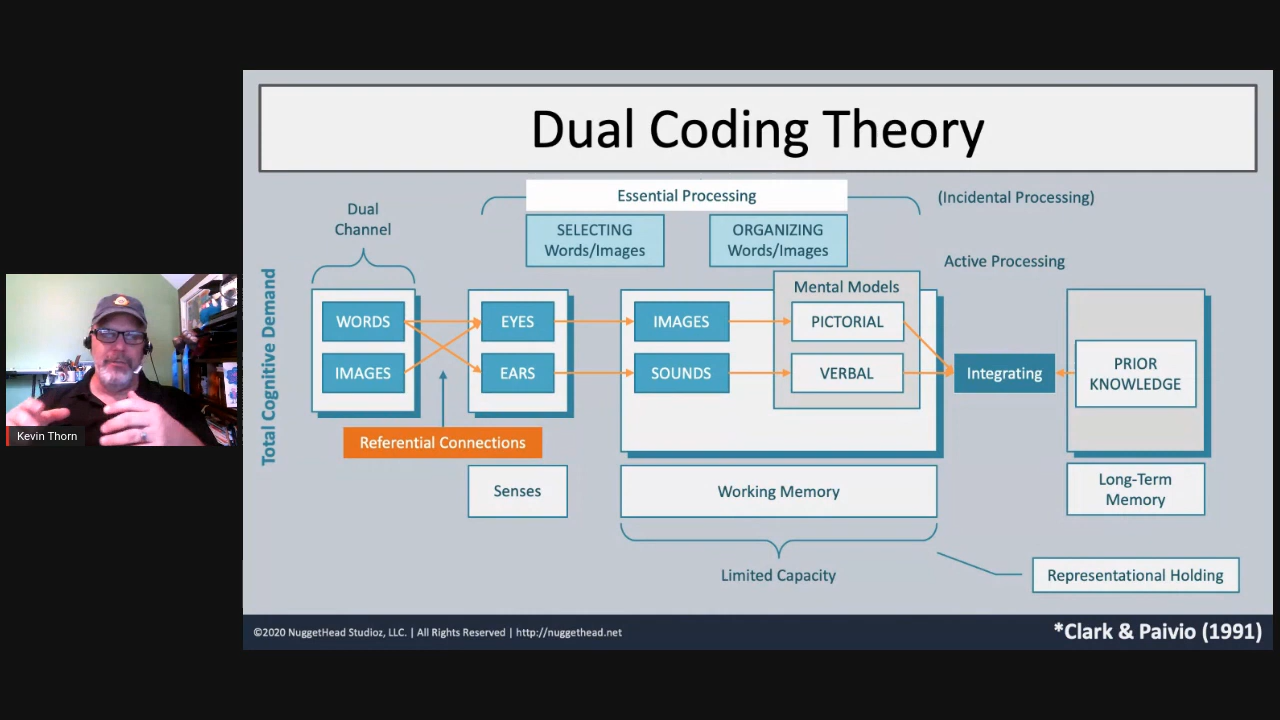 Dual Coding Theory
Essential Processing
(Incidental Processing)
Dual
Channel
SELLECTING
Words/Images
ORGANIZING
Words/Images
Active Processing
Total Cognitive Demand
Mental Models
WORDS
EYES
IMAGES
PICTORIAL
IMAGES
EARS
SOUNDS
VERBAL
Integrating
PRIOR
KNOWLEDGE
Kevin Thorn
Referential Connections
Senses
Working Memory
Long-Term
Memory
Limited Capacity
Representational Holding
©2020 NuggetHead Studioz, LLC. | All Rights Reserved | http://nuggethead.net
*Clark & Paivio (1991)